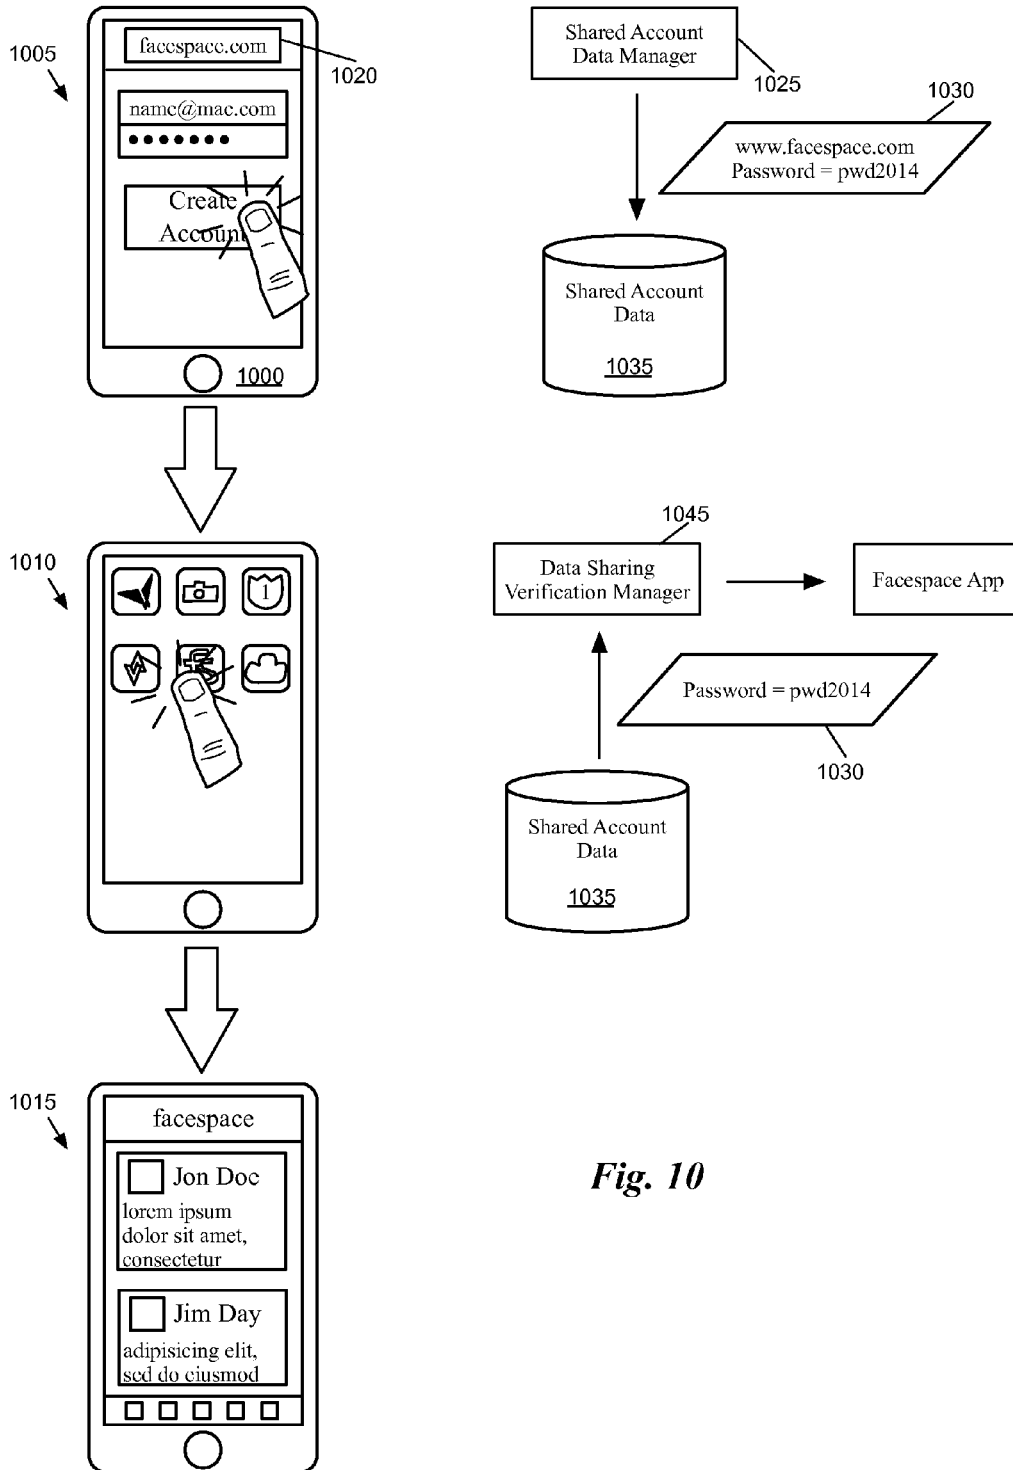 1005
facespace.com
1020
name@mac.com
Create
Account
1000
Shared Account
Data Manager
1025
1030
www.facespace.com
Password = pwd2014
Shared Account
Data
1035
1010
1
1045
Data Sharing
Verification Manager
Facespace App
Password = pwd2014
1030
Shared Account
Data
1035
1015
facespace
Jon Doe
lorem ipsum
dolor sit amet,
consectetur
Jim Day
adipisicing elit,
sed do eiusmod
Fig. 10